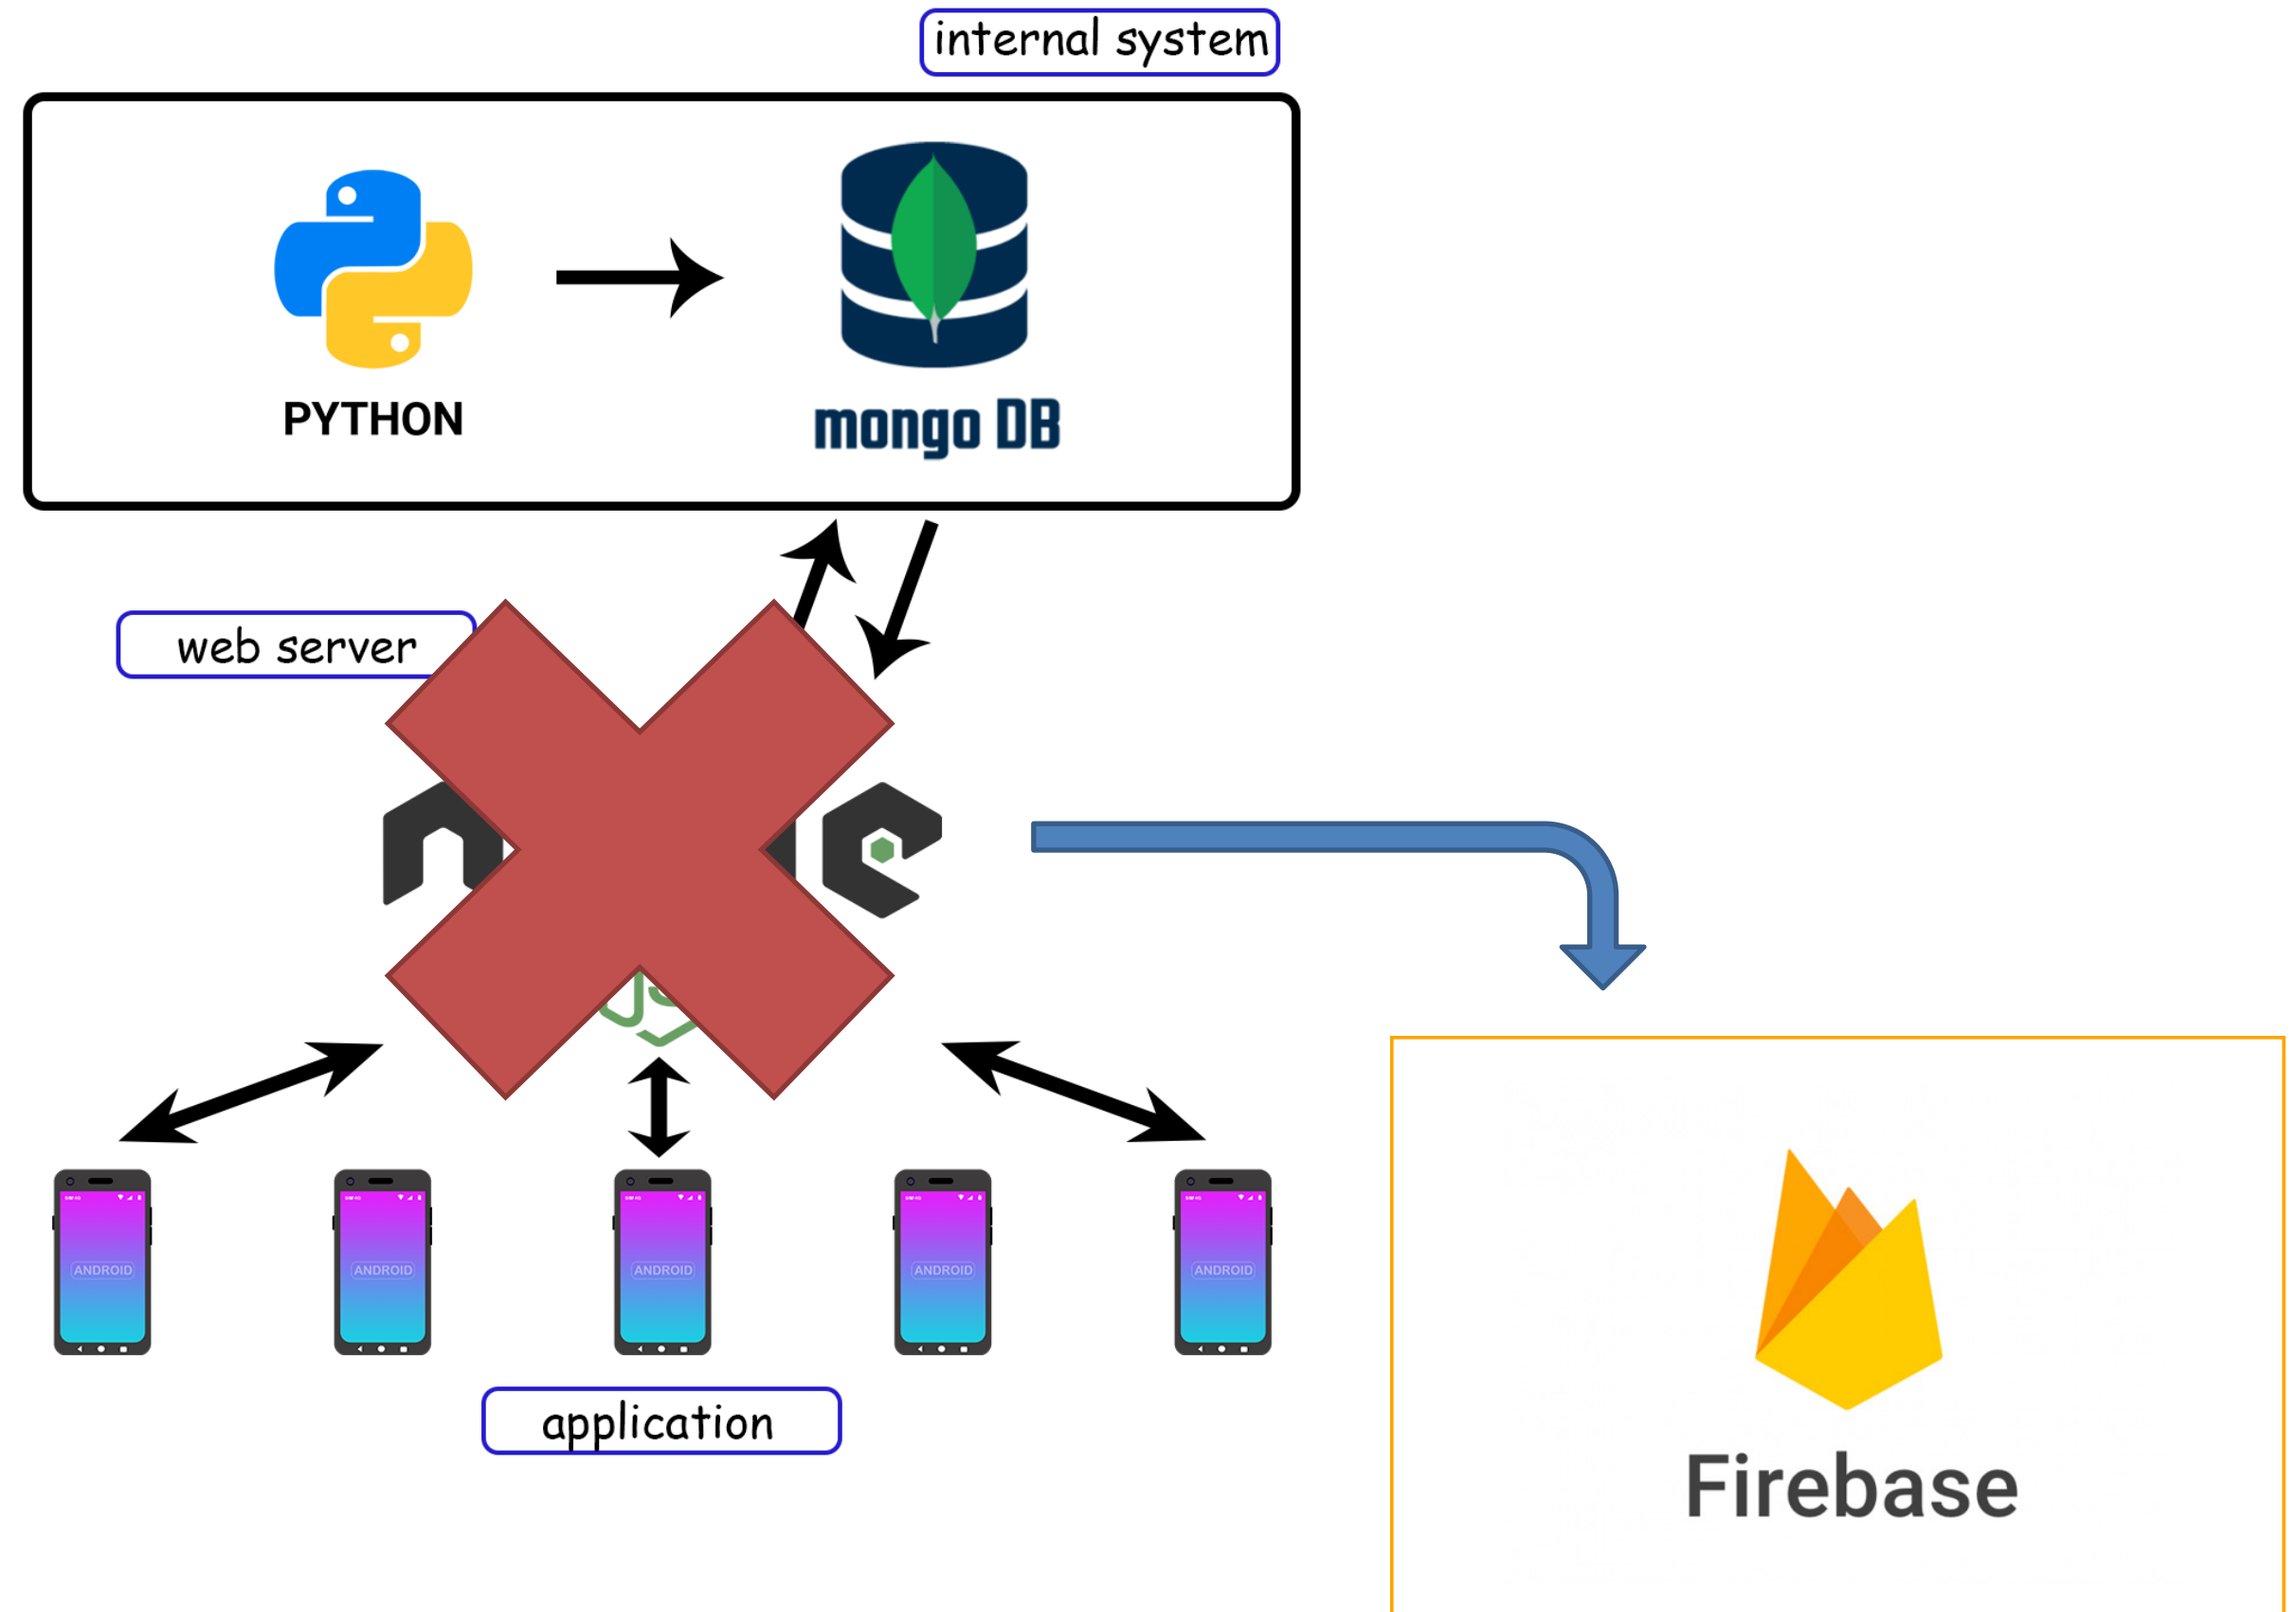 internal system
PYTHON
mongo DB
web server
ANDROID
ANDROID
ANDROID
ANDROID
ANDROID
application
Firebase